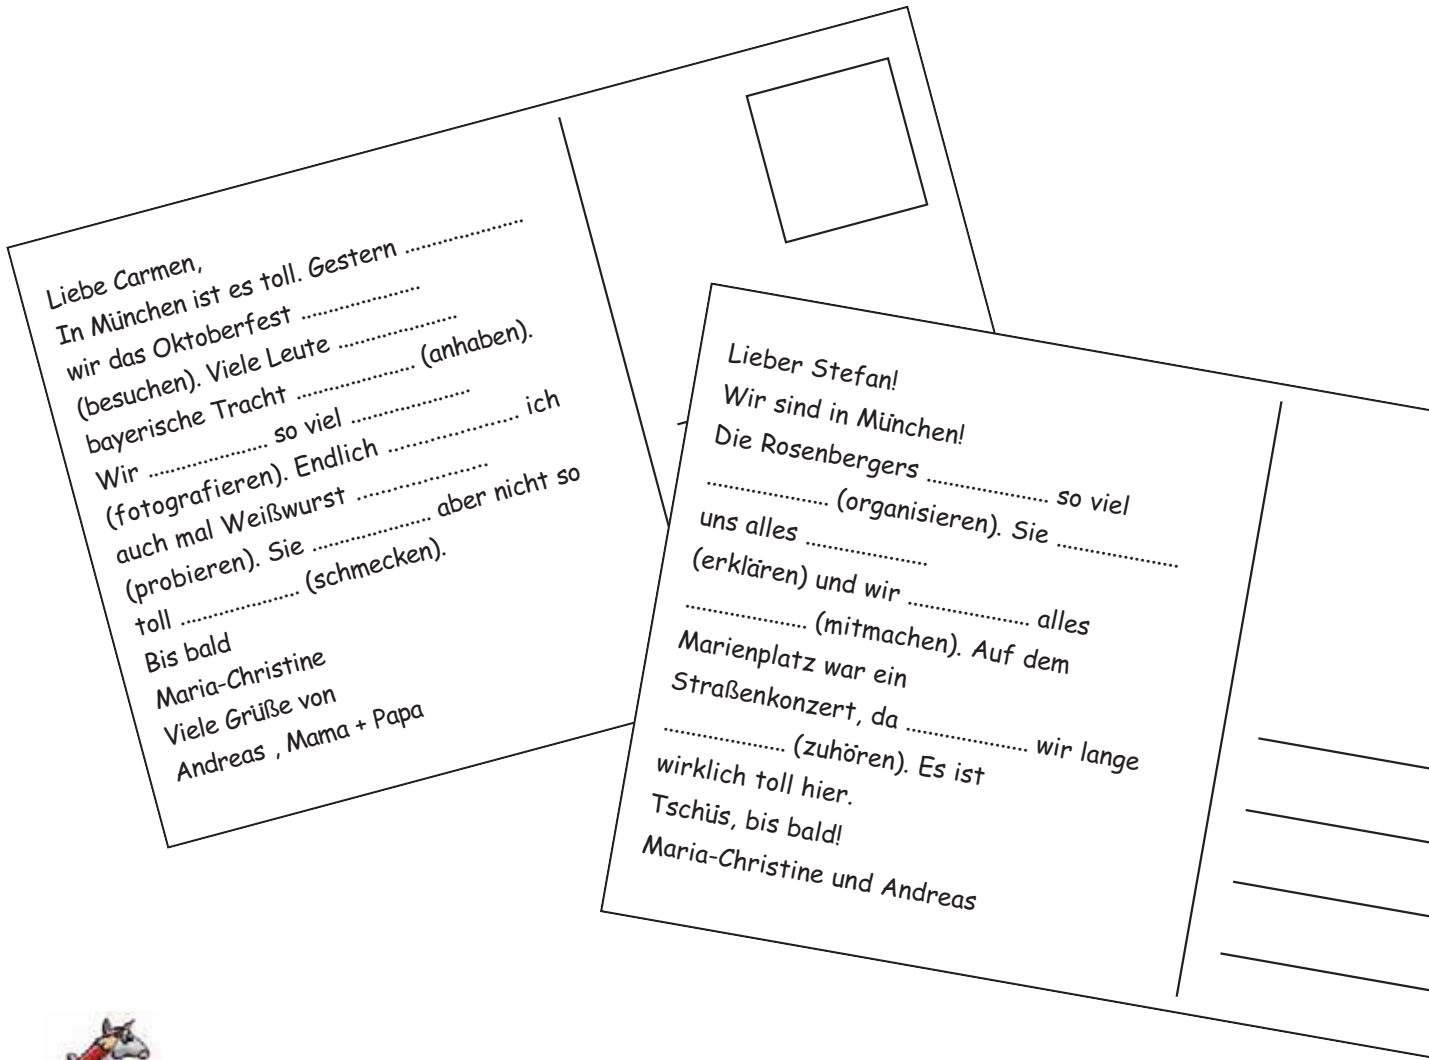 Liebe Carmen,
In München ist es toll. Gestern ....................
wir das Oktoberfest ....................
(besuchen). Viele Leute ....................
bayerische Tracht .................... (anhaben).
Wir .................... so viel ....................
(fotografieren). Endlich ...................... ich
auch mal Weißwurst ......................
(probieren). Sie .................... aber nicht so
toll .................... (schmecken).
Bis bald
Maria-Christine
Viele Grüße von
Andreas , Mama + Papa
Lieber Stefan!
Wir sind in München!
Die Rosenbergers .................... so viel
.................... (organisieren). Sie ....................
uns alles ....................
(erklären) und wir .................... alles
.................... (mitmachen). Auf dem
Marienplatz war ein
Straßenkonzert, da .................... wir lange
.................... (zuhören). Es ist
wirklich toll hier.
Tschüs, bis bald!
Maria-Christine und Andreas